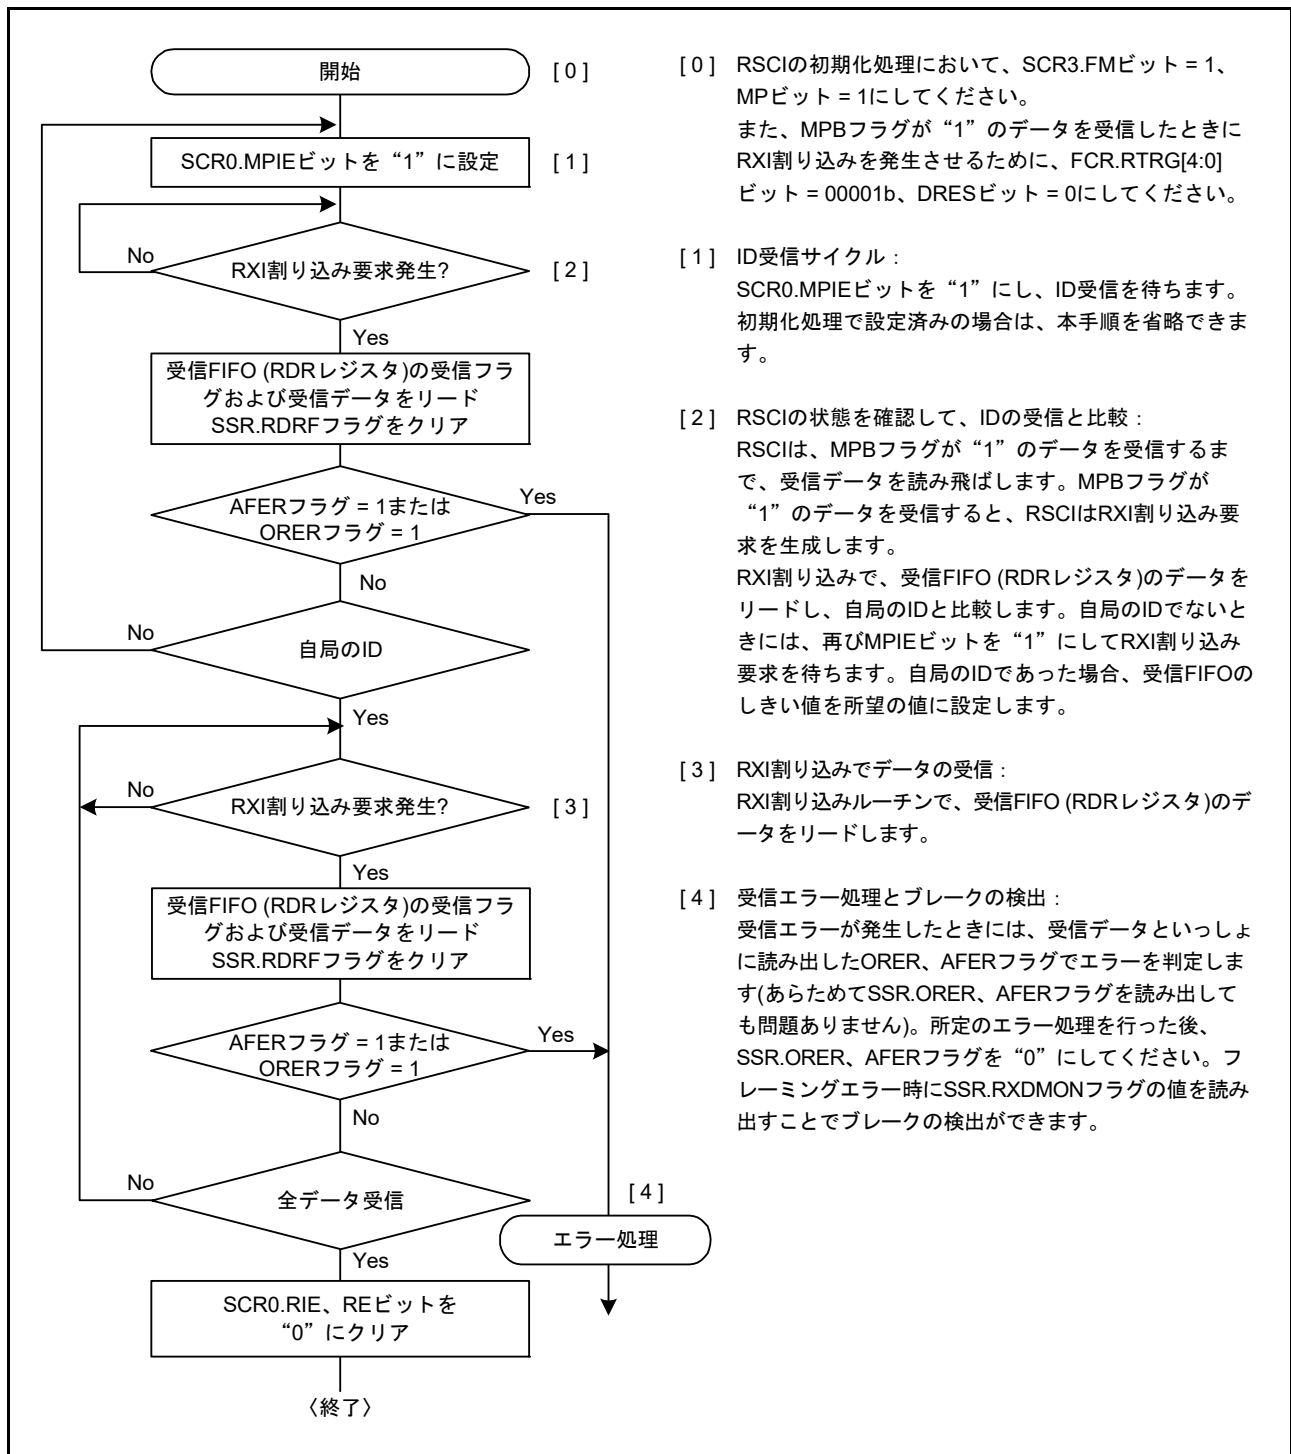 開始
[ 0 ]
SCR0.MPIEビットを“1”に設定
[ 1 ]
No
RXI割り込み要求発生?
[ 2 ]
Yes
受信FIFO (RDRレジスタ)の受信フラ
グおよび受信データをリード
SSR.RDRFフラグをクリア
AFERフラグ = 1または
ORERフラグ = 1
Yes
No
No
自局のID
Yes
No
RXI割り込み要求発生?
[ 3 ]
Yes
受信FIFO (RDRレジスタ)の受信フラ
グおよび受信データをリード
SSR.RDRFフラグをクリア
AFERフラグ = 1または
ORERフラグ = 1
Yes
No
No
全データ受信
[ 4 ]
エラー処理
Yes
SCR0.RIE、REビットを
“0”にクリア
〈終了〉
[ 0 ] RSCIの初期化処理において、SCR3.FMビット = 1、
MPビット = 1にしてください。
また、MPBフラグが“1”のデータを受信したときに
RXI割り込みを発生させるために、FCR.RTRG[4:0]
ビット = 00001b、DRESビット = 0にしてください。
[ 1 ] ID受信サイクル：
SCR0.MPIEビットを“1”にし、ID受信を待ちます。
初期化処理で設定済みの場合は、本手順を省略できま
す。
[ 2 ] RSCIの状態を確認して、IDの受信と比較：
RSCIは、MPBフラグが“1”のデータを受信するま
で、受信データを読み飛ばします。MPBフラグが
“1”のデータを受信すると、RSCIはRXI割り込み要
求を生成します。
RXI割り込みで、受信FIFO (RDRレジスタ)のデータを
リードし、自局のIDと比較します。自局のIDでないと
きには、再びMPIEビットを“1”にしてRXI割り込み
要求を待ちます。自局のIDであった場合、受信FIFOの
しきい値を所望の値に設定します。
[ 3 ] RXI割り込みでデータの受信：
RXI割り込みルーチンで、受信FIFO (RDRレジスタ)のデ
ータをリードします。
[ 4 ] 受信エラー処理とブレークの検出：
受信エラーが発生したときには、受信データといっしょ
に読み出したORER、AFERフラグでエラーを判定しま
す(あらためてSSR.ORER、AFERフラグを読み出して
も問題ありません)。所定のエラー処理を行った後、
SSR.ORER、AFERフラグを“0”にしてください。フ
レーミングエラー時にSSR.RXDMONフラグの値を読み
出すことでブレークの検出ができます。